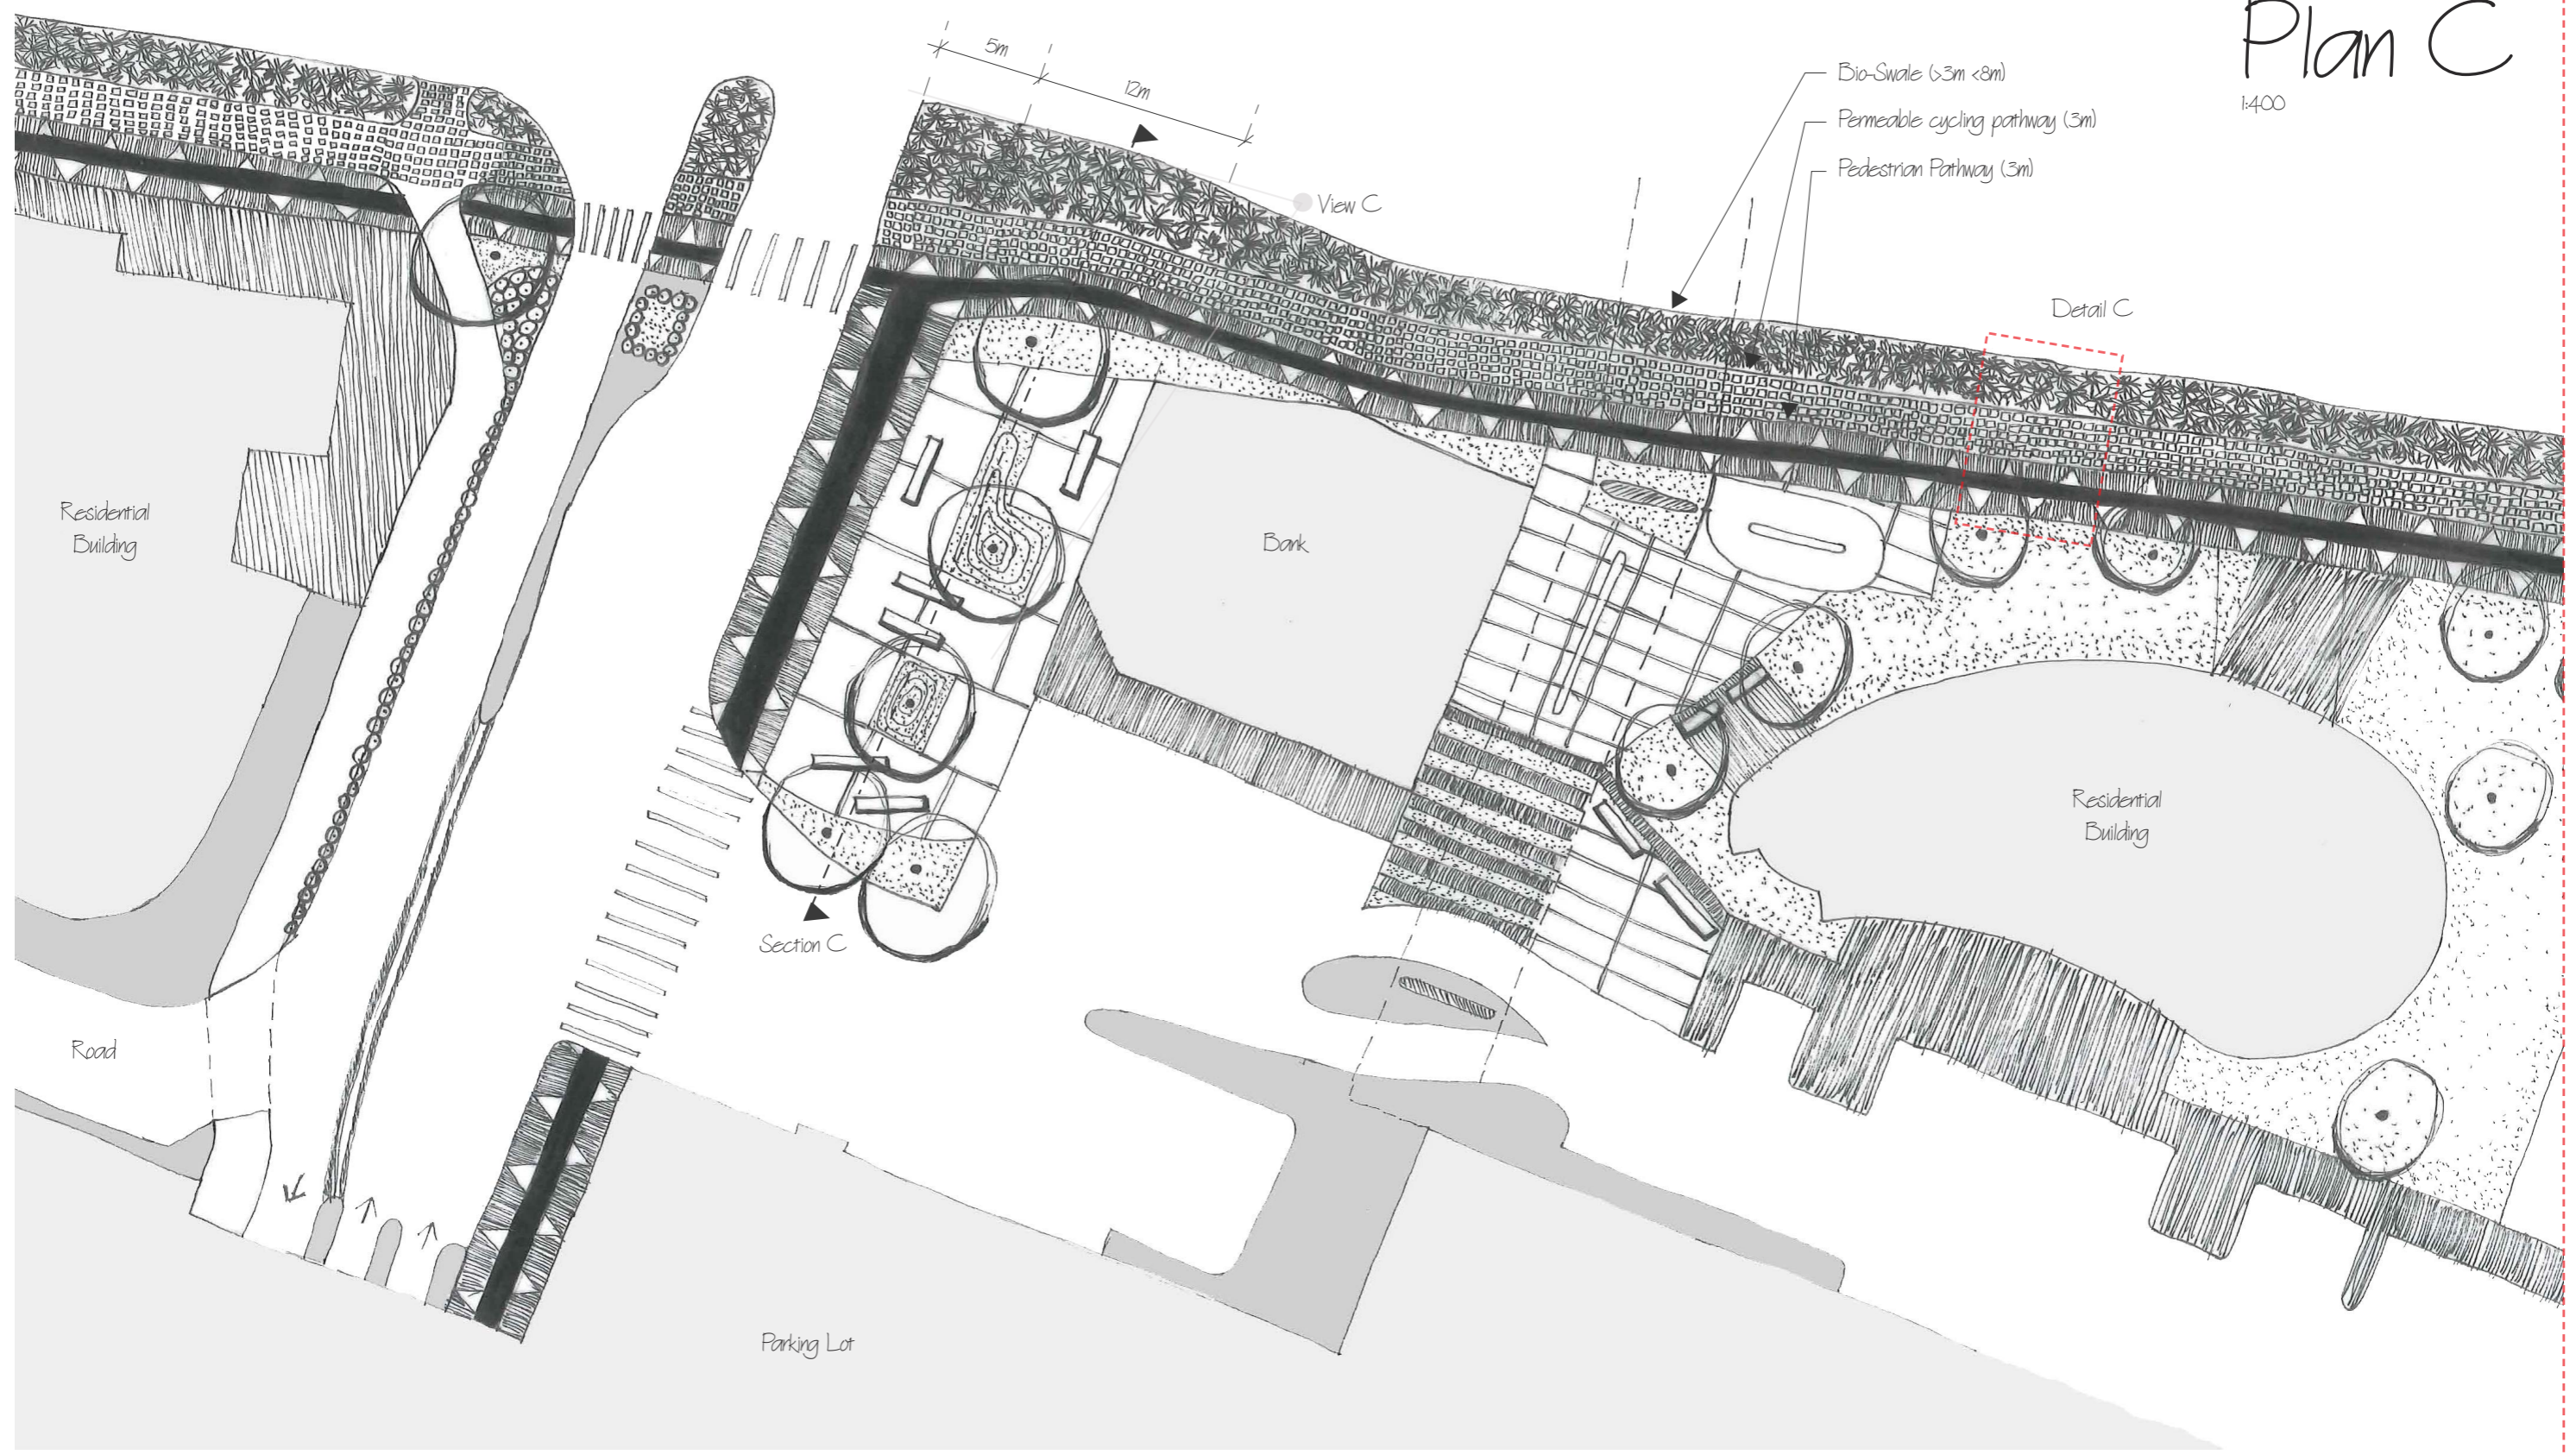 Plan C
1:400
5m
12m
Bio-Swale (>3m <8m)
Permeable cycling pathway (3m)
Pedestrian Pathway (3m)
View C
Detail C
Residential
Building
Bank
Residential
Building
Section C
Road
Parking Lot